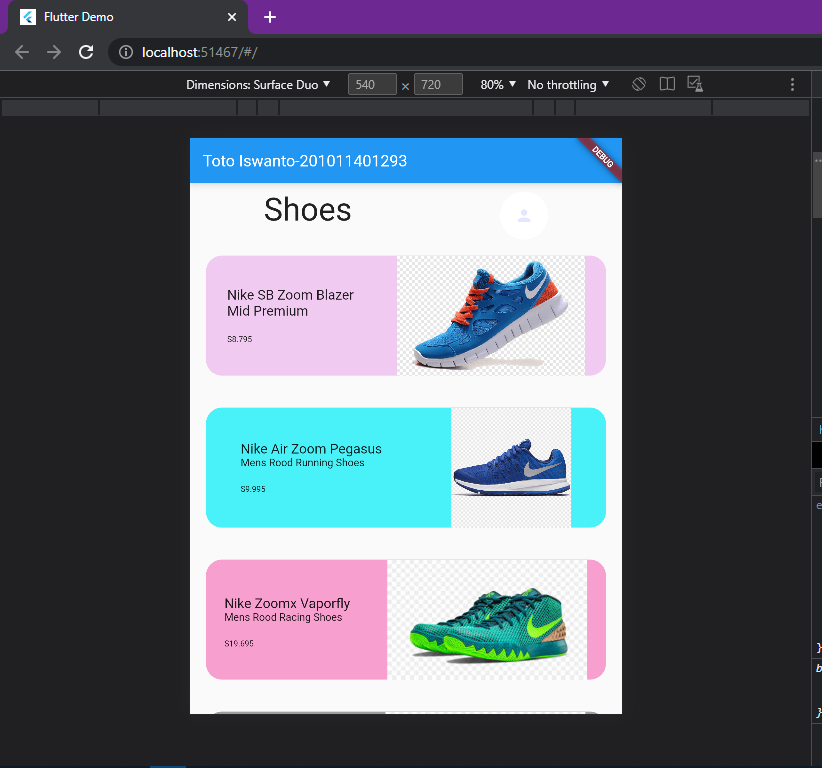 Flutter Demo
localhost:51467/#/
Dimensions: Surface Duo
540 × 720
80%
No throttling
Toto Iswanto-201011401293
DEBUG
Shoes
Nike SB Zoom Blazer
Mid Premium
$8.795
Nike Air Zoom Pegasus
Mens Rood Running Shoes
$9.995
Nike Zoomx Vaporfly
Mens Rood Racing Shoes
$19.695